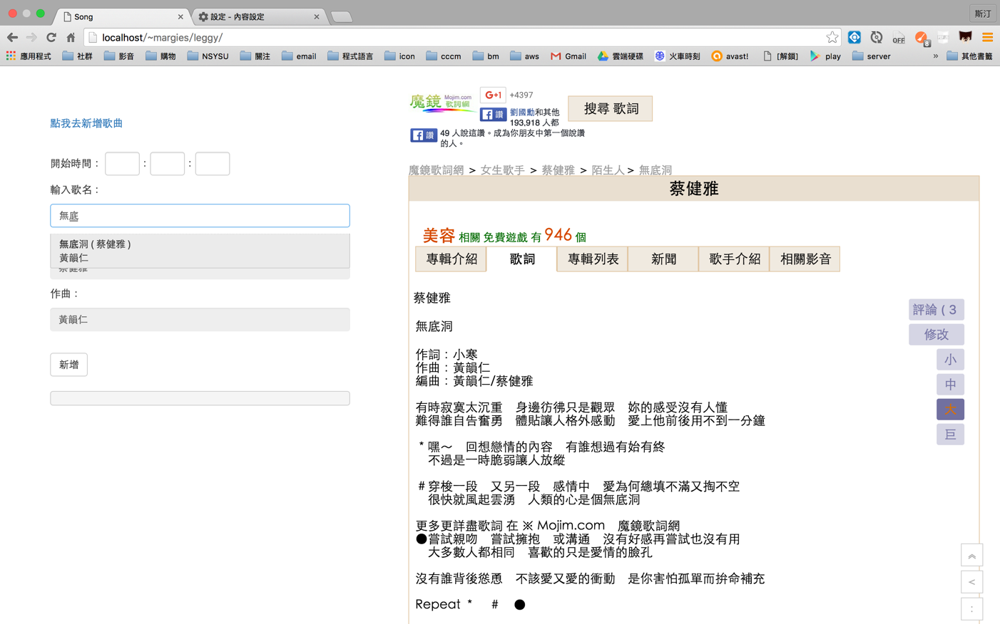 Song
設定 - 內容設定
斯汀
localhost/~margies/leggy/
OFF
8
應用程式
社群
影音
購物
NSYSU
關注
email
程式語言
icon
cccm
bm
aws
Gmail
雲端硬碟
火車時刻
avast!
[解鎖]
play
server
»
其他書籤
點我去新增歌曲
開始時間： : :
輸入歌名：
無底
無底洞 ( 蔡健雅 )
黃韻仁
蔡健雅
作曲：
黃韻仁
新增
魔鏡 Mojim.com 歌詞網
G+1 +4397
讚 劉國勳和其他
193,918 人都
讚 49 人說這讚。成為你朋友中第一個說讚
的人。
搜尋 歌詞
魔鏡歌詞網 > 女生歌手 > 蔡健雅 > 陌生人 > 無底洞
蔡健雅
美容 相關 免費遊戲 有 946 個
專輯介紹
歌詞
專輯列表
新聞
歌手介紹
相關影音
蔡健雅
無底洞
作詞：小寒
作曲：黃韻仁
編曲：黃韻仁/蔡健雅
有時寂寞太沉重　身邊彷彿只是觀眾　妳的感受沒有人懂
難得誰自告奮勇　體貼讓人格外感動　愛上他前後用不到一分鐘
* 嘿～　回想戀情的內容　有誰想過有始有終
不過是一時脆弱讓人放縱
# 穿梭一段　又另一段　感情中　愛為何總填不滿又掏不空
很快就風起雲湧　人類的心是個無底洞
更多更詳盡歌詞 在 ※ Mojim.com　魔鏡歌詞網
●嘗試親吻　嘗試擁抱　或溝通　沒有好感再嘗試也沒有用
大多數人都相同　喜歡的只是愛情的臉孔
沒有誰背後慫恿　不該愛又愛的衝動　是你害怕孤單而拚命補充
Repeat * # ●
評論 ( 3
修改
小
中
大
巨
<
: